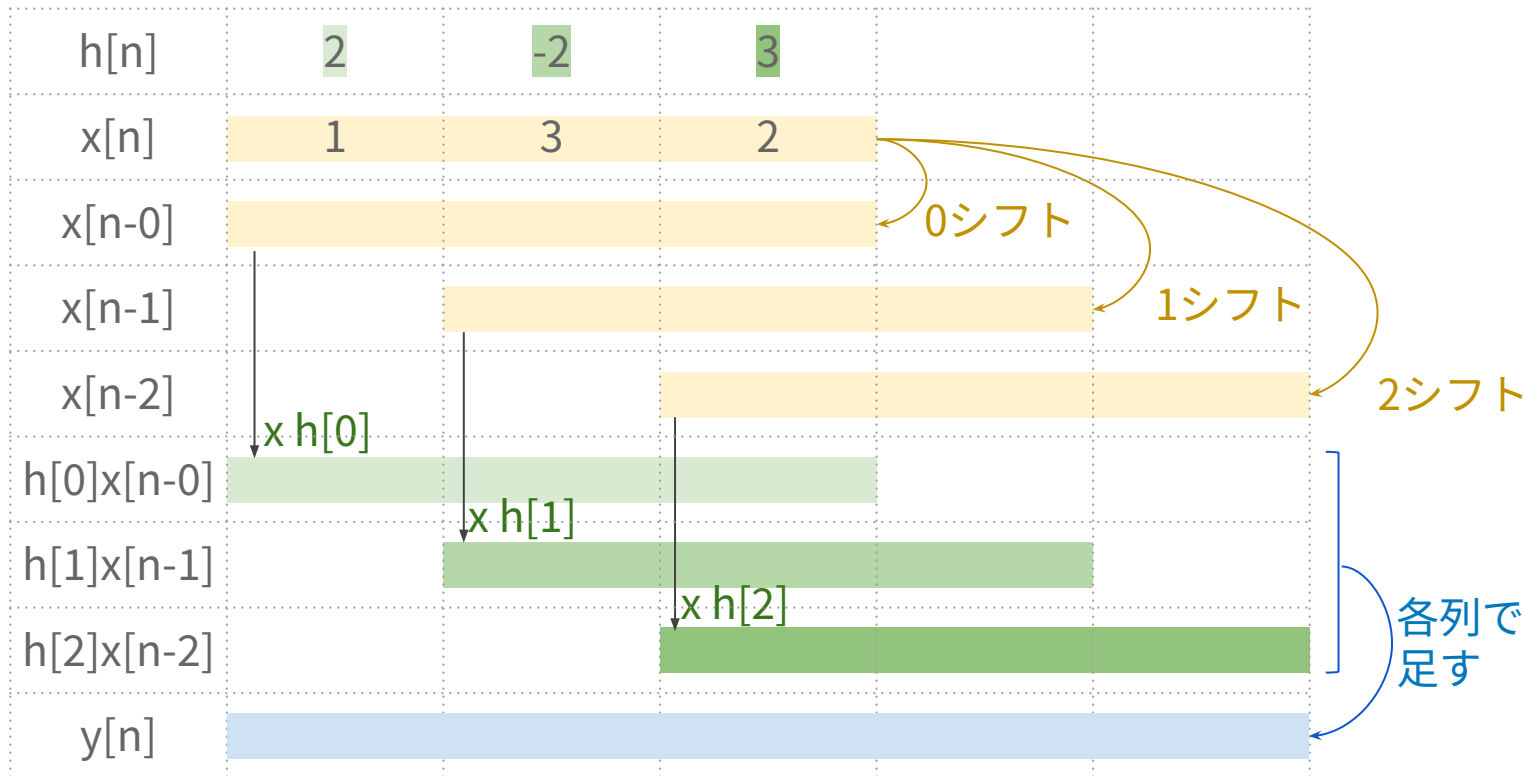 h[n] 2 -2 3
x[n] 1 3 2
x[n-0] 0シフト
x[n-1] 1シフト
x[n-2] 2シフト
x h[0]
h[0]x[n-0]
x h[1]
h[1]x[n-1]
x h[2]
h[2]x[n-2]
各列で
足す
y[n]